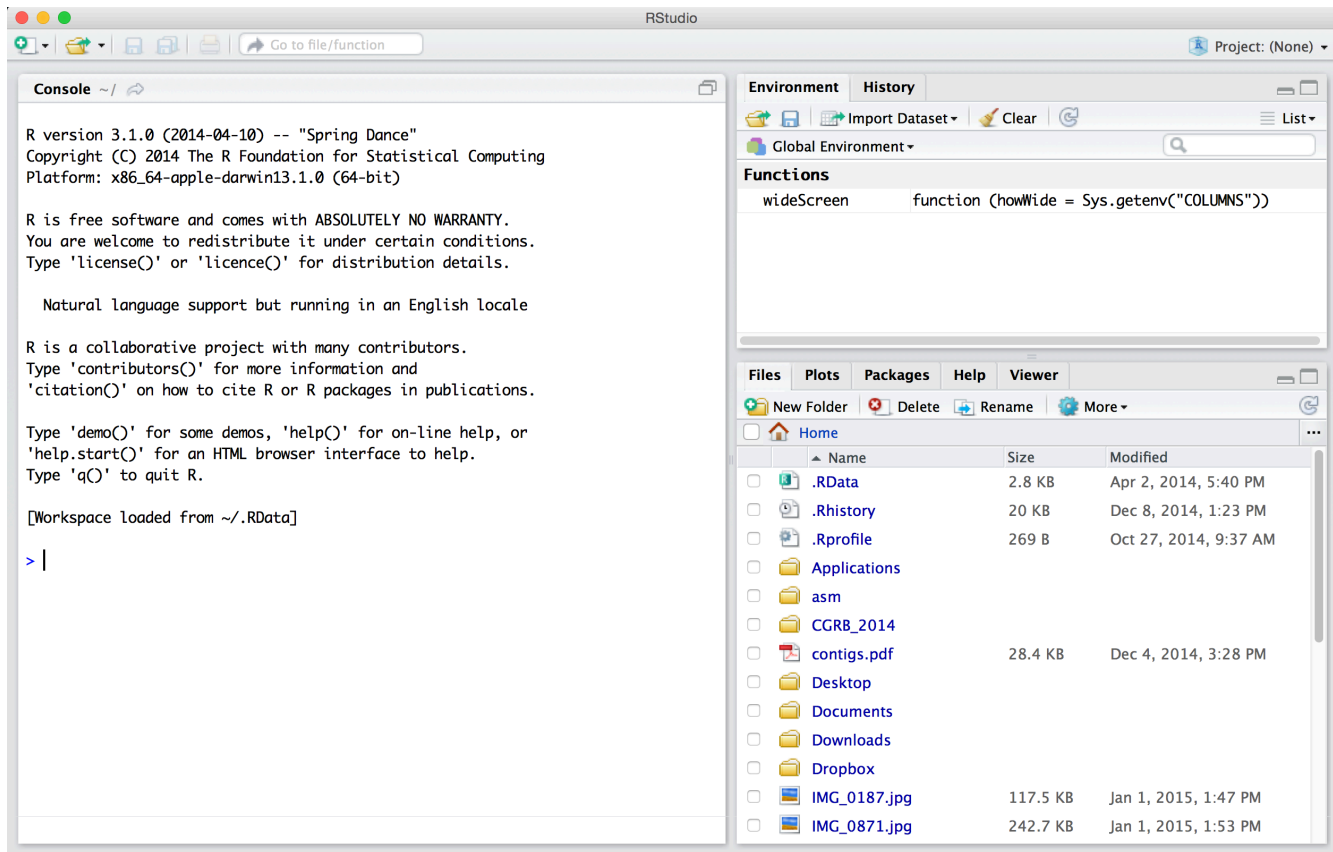 RStudio
Go to file/function
Project: (None)
Console ~/
R version 3.1.0 (2014-04-10) -- "Spring Dance"
Copyright (C) 2014 The R Foundation for Statistical Computing
Platform: x86_64-apple-darwin13.1.0 (64-bit)
R is free software and comes with ABSOLUTELY NO WARRANTY.
You are welcome to redistribute it under certain conditions.
Type 'license()' or 'licence()' for distribution details.
Natural language support but running in an English locale
R is a collaborative project with many contributors.
Type 'contributors()' for more information and
'citation()' on how to cite R or R packages in publications.
Type 'demo()' for some demos, 'help()' for on-line help, or
'help.start()' for an HTML browser interface to help.
Type 'q()' to quit R.
[Workspace loaded from ~/.RData]
>
Environment History
Import Dataset Clear List
Global Environment
Functions
wideScreen function (howWide = Sys.getenv("COLUMNS"))
Files Plots Packages Help Viewer
New Folder Delete Rename More
Home ...
Name Size Modified
.RData 2.8 KB Apr 2, 2014, 5:40 PM
.Rhistory 20 KB Dec 8, 2014, 1:23 PM
.Rprofile 269 B Oct 27, 2014, 9:37 AM
Applications
asm
CGRB_2014
contigs.pdf 28.4 KB Dec 4, 2014, 3:28 PM
Desktop
Documents
Downloads
Dropbox
IMG_0187.jpg 117.5 KB Jan 1, 2015, 1:47 PM
IMG_0871.jpg 242.7 KB Jan 1, 2015, 1:53 PM